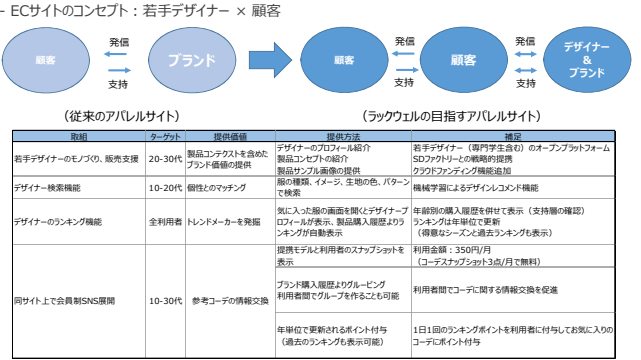 - ECサイトのコンセプト：若手デザイナー × 顧客
顧客
発信
支持
ブランド
顧客
発信
支持
顧客
発信
支持
デザイナー
&
ブランド
（従来のアパレルサイト）
（ラックウェルの目指すアパレルサイト）
取組 ターゲット 提供価値 提供方法 補足
若手デザイナーのモノづくり、販売支援
20-30代
製品コンテクストを含めた
ブランド価値の提供
デザイナーのプロフィール紹介
製品コンセプトの紹介
製品サンプル画像の提供
若手デザイナー（専門学生含む）のオープンプラットフォーム
SDファクトリーとの戦略的提携
クラウドファンディング機能追加
デザイナー検索機能
10-20代
個性とのマッチング
服の種類、イメージ、生地の色、パターン
で検索
機械学習によるデザインレコメンド機能
デザイナーのランキング機能
全利用者
トレンドメーカーを発掘
気に入った服の画面を開くとデザイナープ
ロフィールが表示、製品購入履歴よりラ
ンキングが自動表示
年齢別の購入履歴を併せて表示（支持層の確認）
ランキングは年単位で更新
（得意なシーズンと過去ランキングも表示）
同サイト上で会員制SNS展開
10-30代
参考コーデの情報交換
提携モデルと利用者のスナップショットを
表示
利用金額：350円/月
（コーデスナップショット3点/月で無料）
ブランド購入履歴よりグルーピング
利用者間でグループを作ることも可能
利用者間でコーデに関する情報交換を促進
年単位で更新されるポイント付与
（過去のランキングも表示可能）
1日1回のランキングポイントを利用者に付与してお気に入りの
コーデにポイント付与